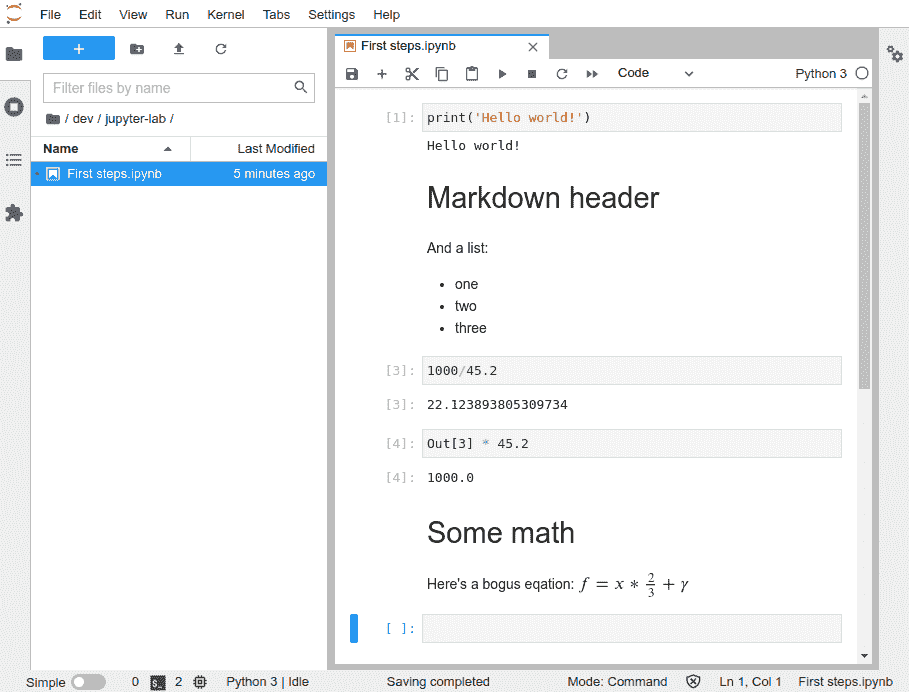 File Edit View Run Kernel Tabs Settings Help
+
Filter files by name
/ dev / jupyter-lab /
Name Last Modified
First steps.ipynb 5 minutes ago
First steps.ipynb
Code Python 3
[1]: print('Hello world!')
Hello world!
Markdown header
And a list:
• one
• two
• three
[3]: 1000/45.2
[3]: 22.123893805309734
[4]: Out[3] * 45.2
[4]: 1000.0
Some math
Here's a bogus eqation: f = x * 2/3 + γ
[ ]:
Simple 0 2 Python 3 | Idle Saving completed Mode: Command Ln 1, Col 1 First steps.ipynb